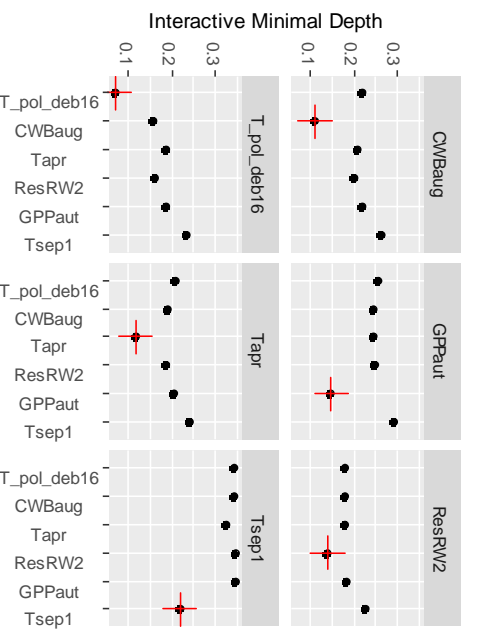 Interactive Minimal Depth
0.1 0.2 0.3 0.1 0.2 0.3
T_pol_deb16
CWBaug
Tapr
ResRW2
GPPaut
Tsep1
T_pol_deb16
CWBaug
T_pol_deb16
CWBaug
Tapr
ResRW2
GPPaut
Tsep1
Tapr
GPPaut
T_pol_deb16
CWBaug
Tapr
ResRW2
GPPaut
Tsep1
Tsep1
ResRW2